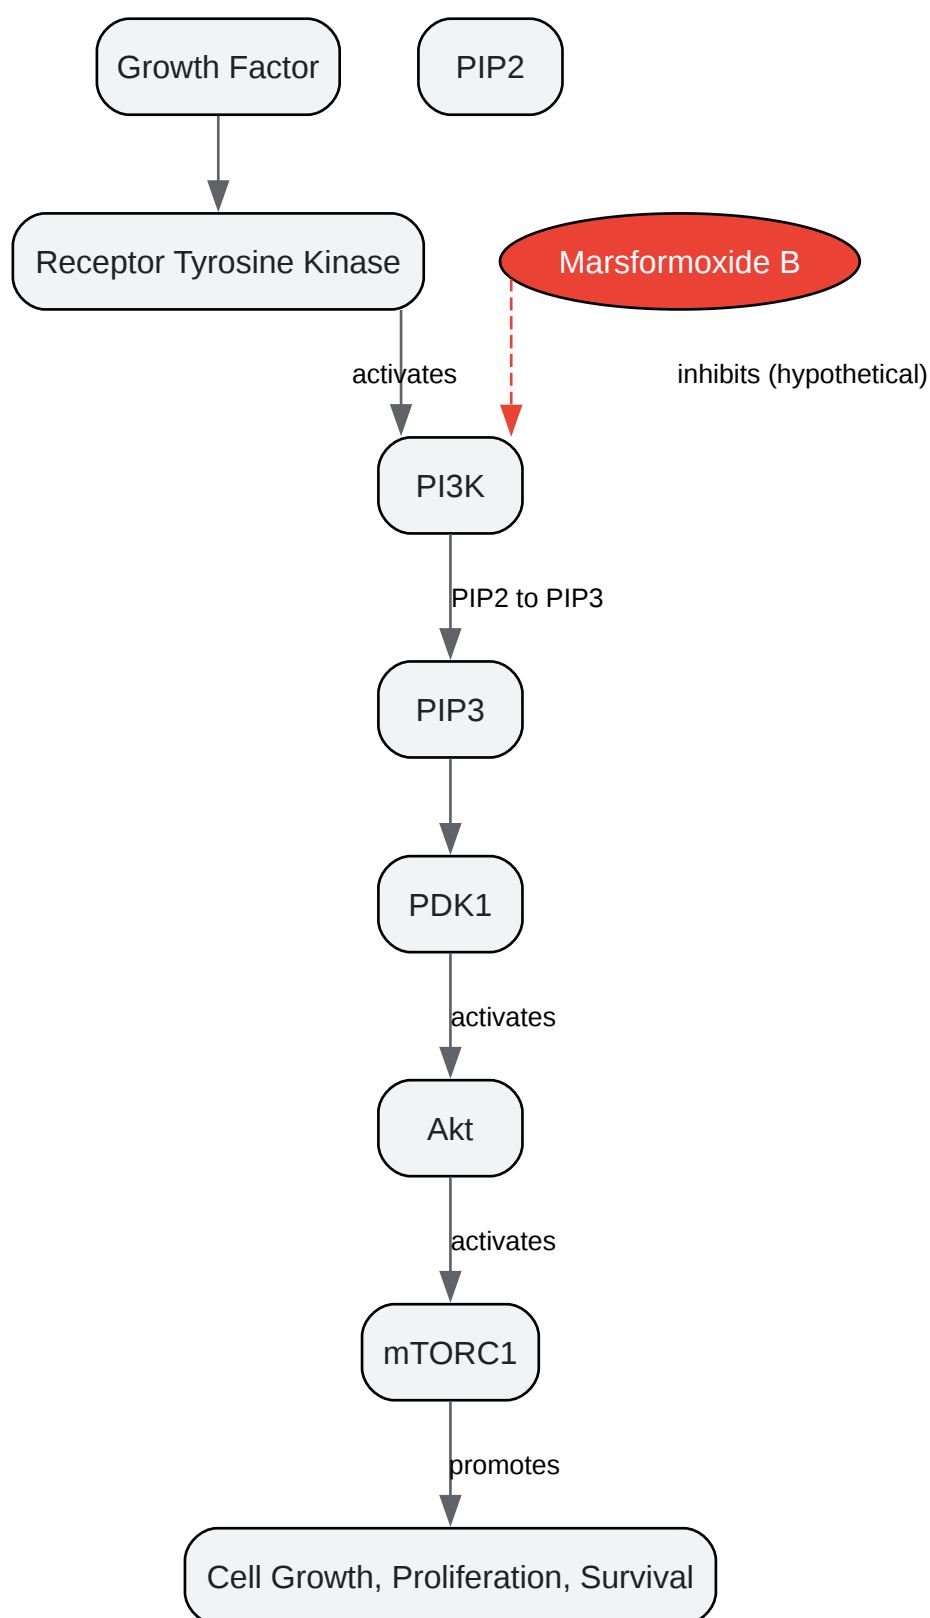 Growth Factor
PIP2
Receptor Tyrosine Kinase
Marsformoxide B
activates
inhibits (hypothetical)
PI3K
PIP2 to PIP3
PIP3
PDK1
activates
Akt
activates
mTORC1
promotes
Cell Growth, Proliferation, Survival